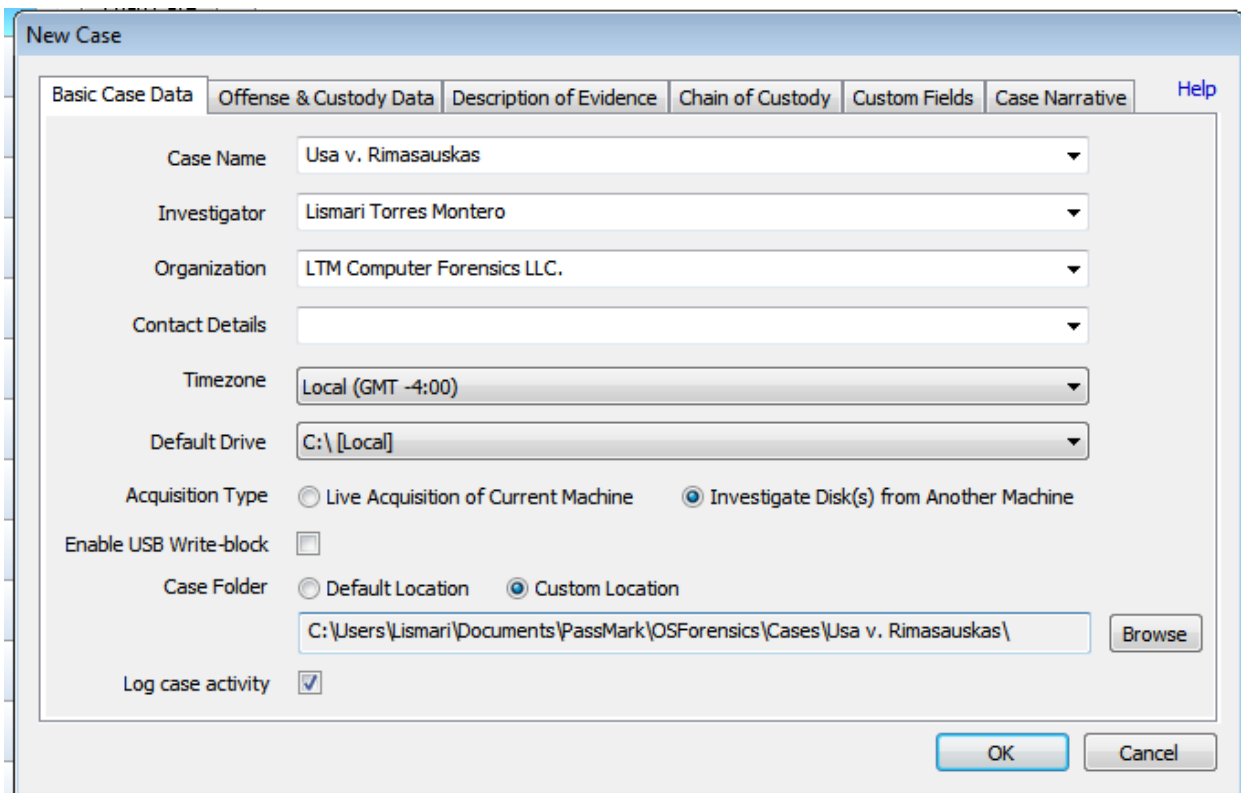 New Case
Basic Case Data Offense & Custody Data Description of Evidence Chain of Custody Custom Fields Case Narrative Help
Case Name Usa v. Rimasauskas
Investigator Lismari Torres Montero
Organization LTM Computer Forensics LLC.
Contact Details
Timezone Local (GMT -4:00)
Default Drive C:\ [Local]
Acquisition Type Live Acquisition of Current Machine Investigate Disk(s) from Another Machine
Enable USB Write-block
Case Folder Default Location Custom Location
C:\Users\Lismari\Documents\PassMark\OSForensics\Cases\Usa v. Rimasauskas\ Browse
Log case activity
OK Cancel